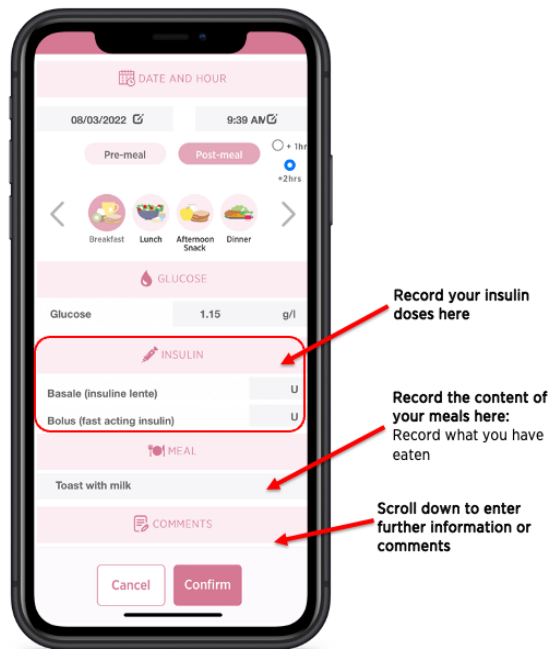 DATE AND HOUR
08/03/2022
9:39 AM
Pre-meal
Post-meal
+ 1hr
+2hrs
Breakfast
Lunch
Afternoon
Snack
Dinner
GLUCOSE
Glucose
1.15
g/l
INSULIN
Basale (insuline lente)
U
Bolus (fast acting insulin)
U
MEAL
Toast with milk
COMMENTS
Cancel
Confirm
Record your insulin
doses here
Record the content of
your meals here:
Record what you have
eaten
Scroll down to enter
further information or
comments